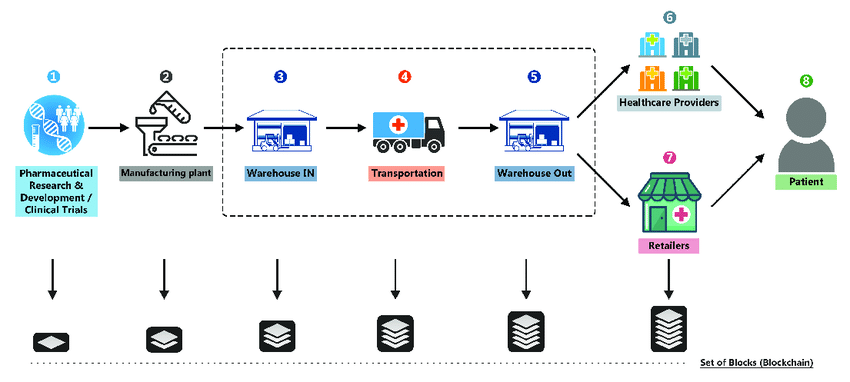 1
2
3
4
5
6
7
8
Pharmaceutical
Research &
Development /
Clinical Trials
Manufacturing plant
Warehouse IN
Transportation
Warehouse Out
Healthcare Providers
Retailers
Patient
Set of Blocks (Blockchain)